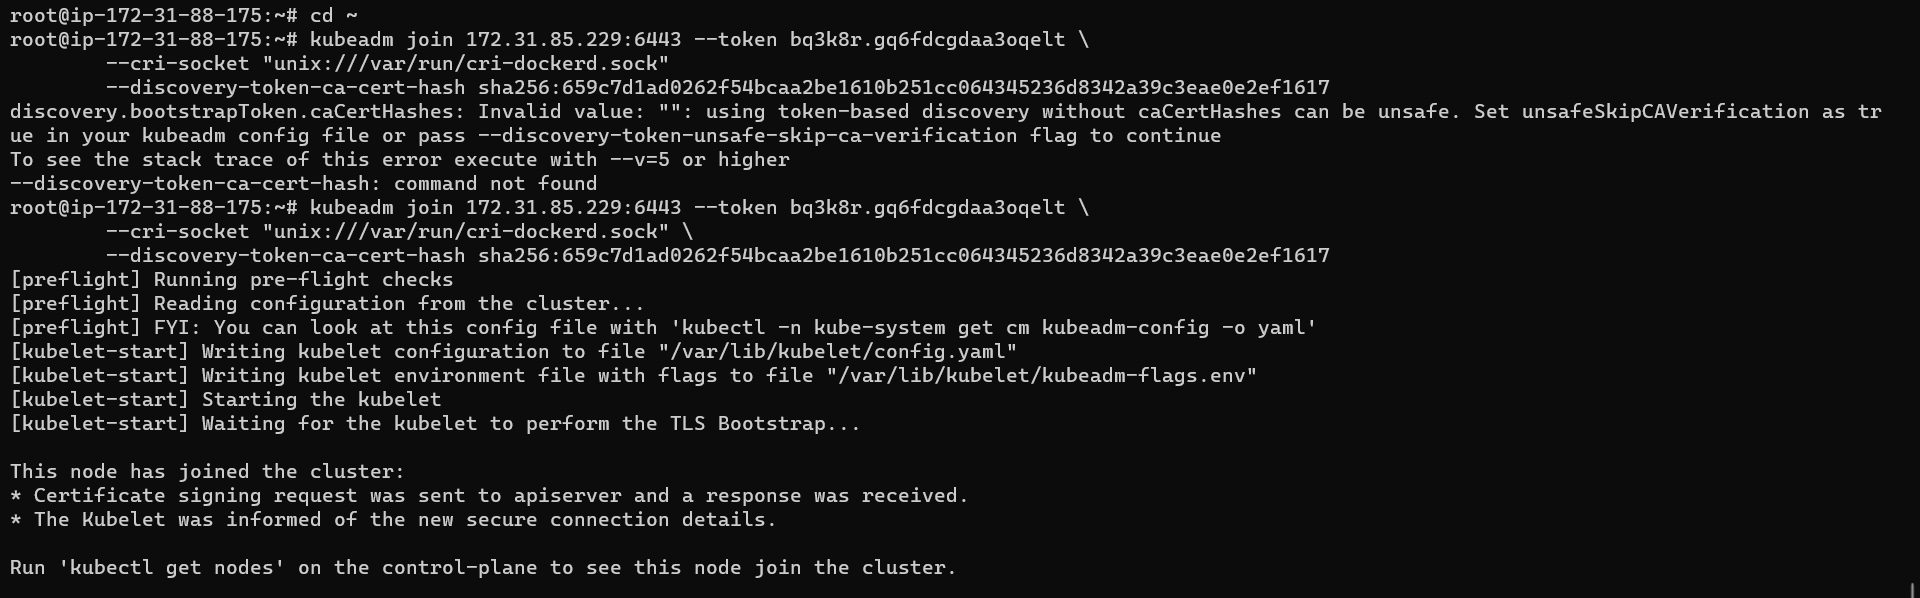 root@ip-172-31-88-175:~# cd ~
root@ip-172-31-88-175:~# kubeadm join 172.31.85.229:6443 --token bq3k8r.gq6fdcgdaa3oqelt \
        --cri-socket "unix:///var/run/cri-dockerd.sock"
        --discovery-token-ca-cert-hash sha256:659c7d1ad0262f54bcaa2be1610b251cc064345236d8342a39c3eae0e2ef1617
discovery.bootstrapToken.caCertHashes: Invalid value: "": using token-based discovery without caCertHashes can be unsafe. Set unsafeSkipCAVerification as tr
ue in your kubeadm config file or pass --discovery-token-unsafe-skip-ca-verification flag to continue
To see the stack trace of this error execute with --v=5 or higher
--discovery-token-ca-cert-hash: command not found
root@ip-172-31-88-175:~# kubeadm join 172.31.85.229:6443 --token bq3k8r.gq6fdcgdaa3oqelt \
        --cri-socket "unix:///var/run/cri-dockerd.sock" \
        --discovery-token-ca-cert-hash sha256:659c7d1ad0262f54bcaa2be1610b251cc064345236d8342a39c3eae0e2ef1617
[preflight] Running pre-flight checks
[preflight] Reading configuration from the cluster...
[preflight] FYI: You can look at this config file with 'kubectl -n kube-system get cm kubeadm-config -o yaml'
[kubelet-start] Writing kubelet configuration to file "/var/lib/kubelet/config.yaml"
[kubelet-start] Writing kubelet environment file with flags to file "/var/lib/kubelet/kubeadm-flags.env"
[kubelet-start] Starting the kubelet
[kubelet-start] Waiting for the kubelet to perform the TLS Bootstrap...

This node has joined the cluster:
* Certificate signing request was sent to apiserver and a response was received.
* The Kubelet was informed of the new secure connection details.

Run 'kubectl get nodes' on the control-plane to see this node join the cluster.